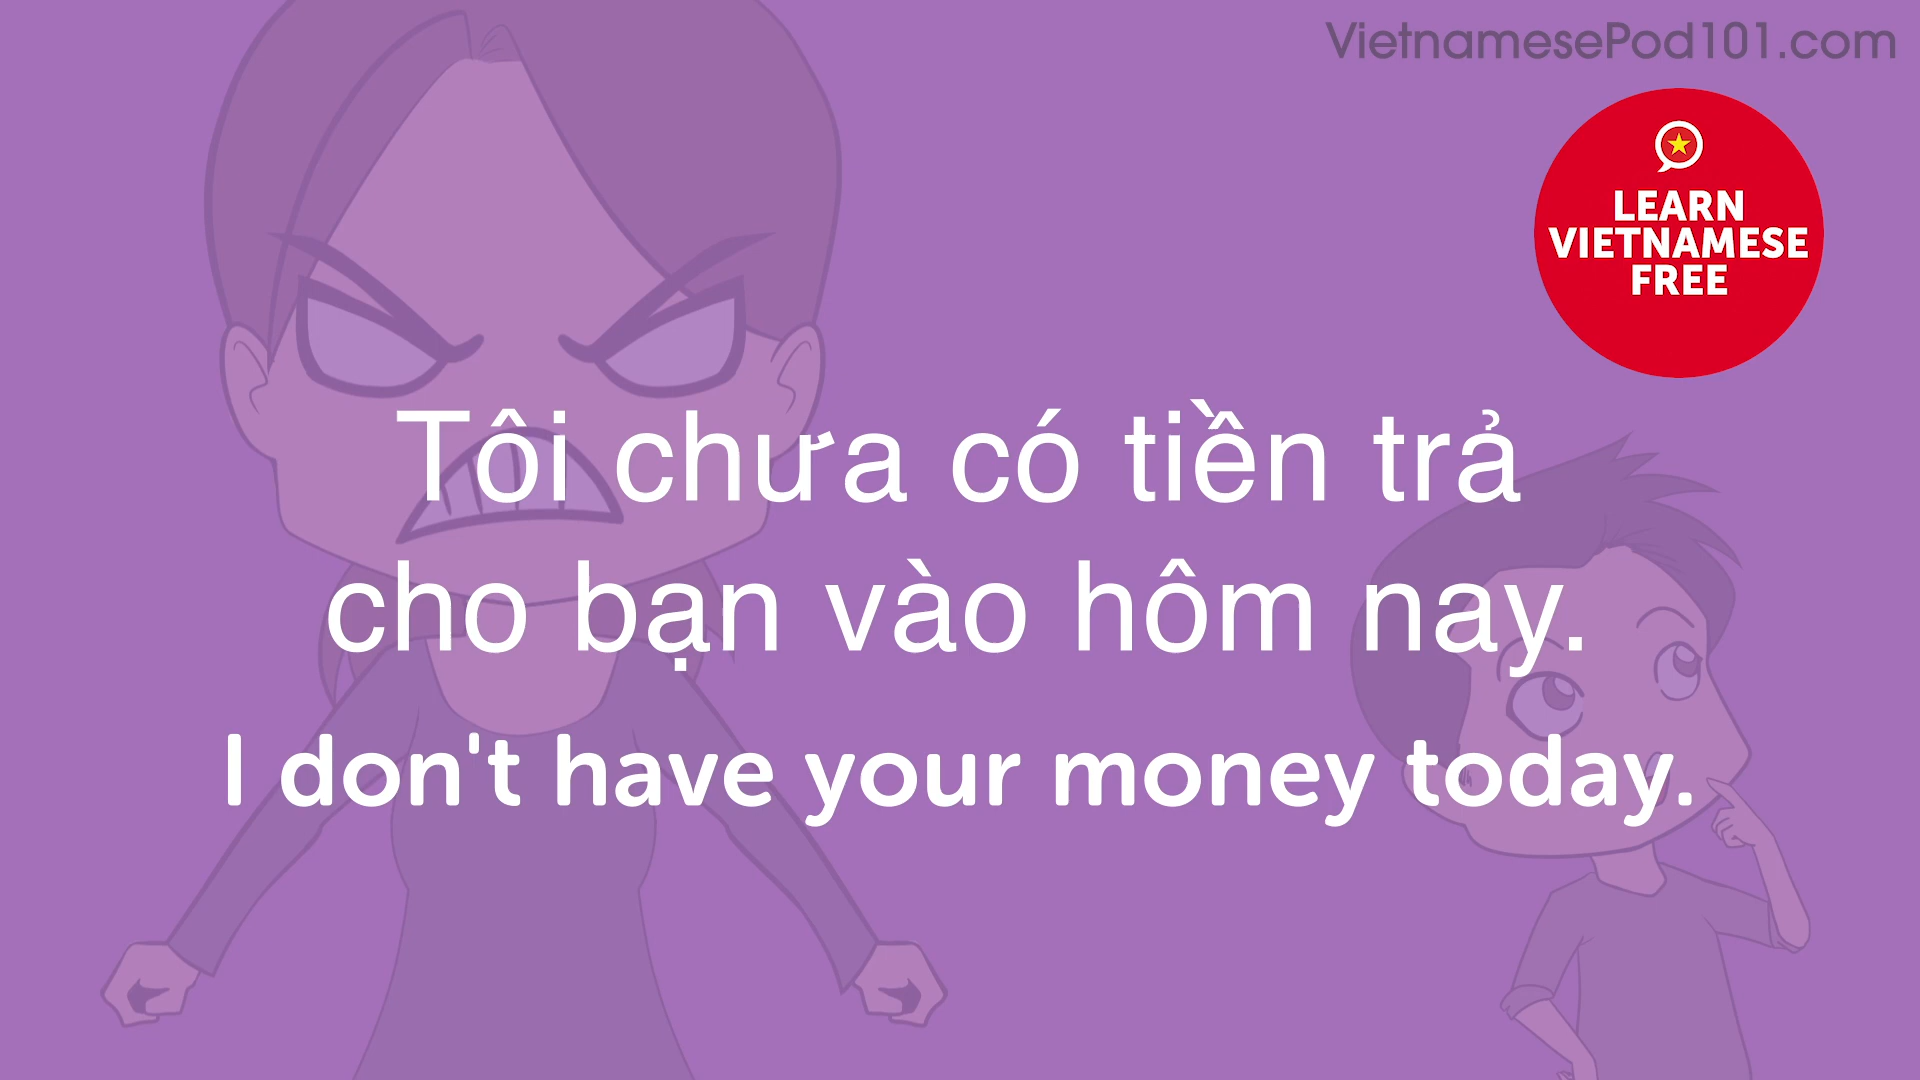 VietnamesePod101.com
LEARN
VIETNAMESE
FREE
Tôi chưa có tiền trả
cho bạn vào hôm nay.
I don't have your money today.